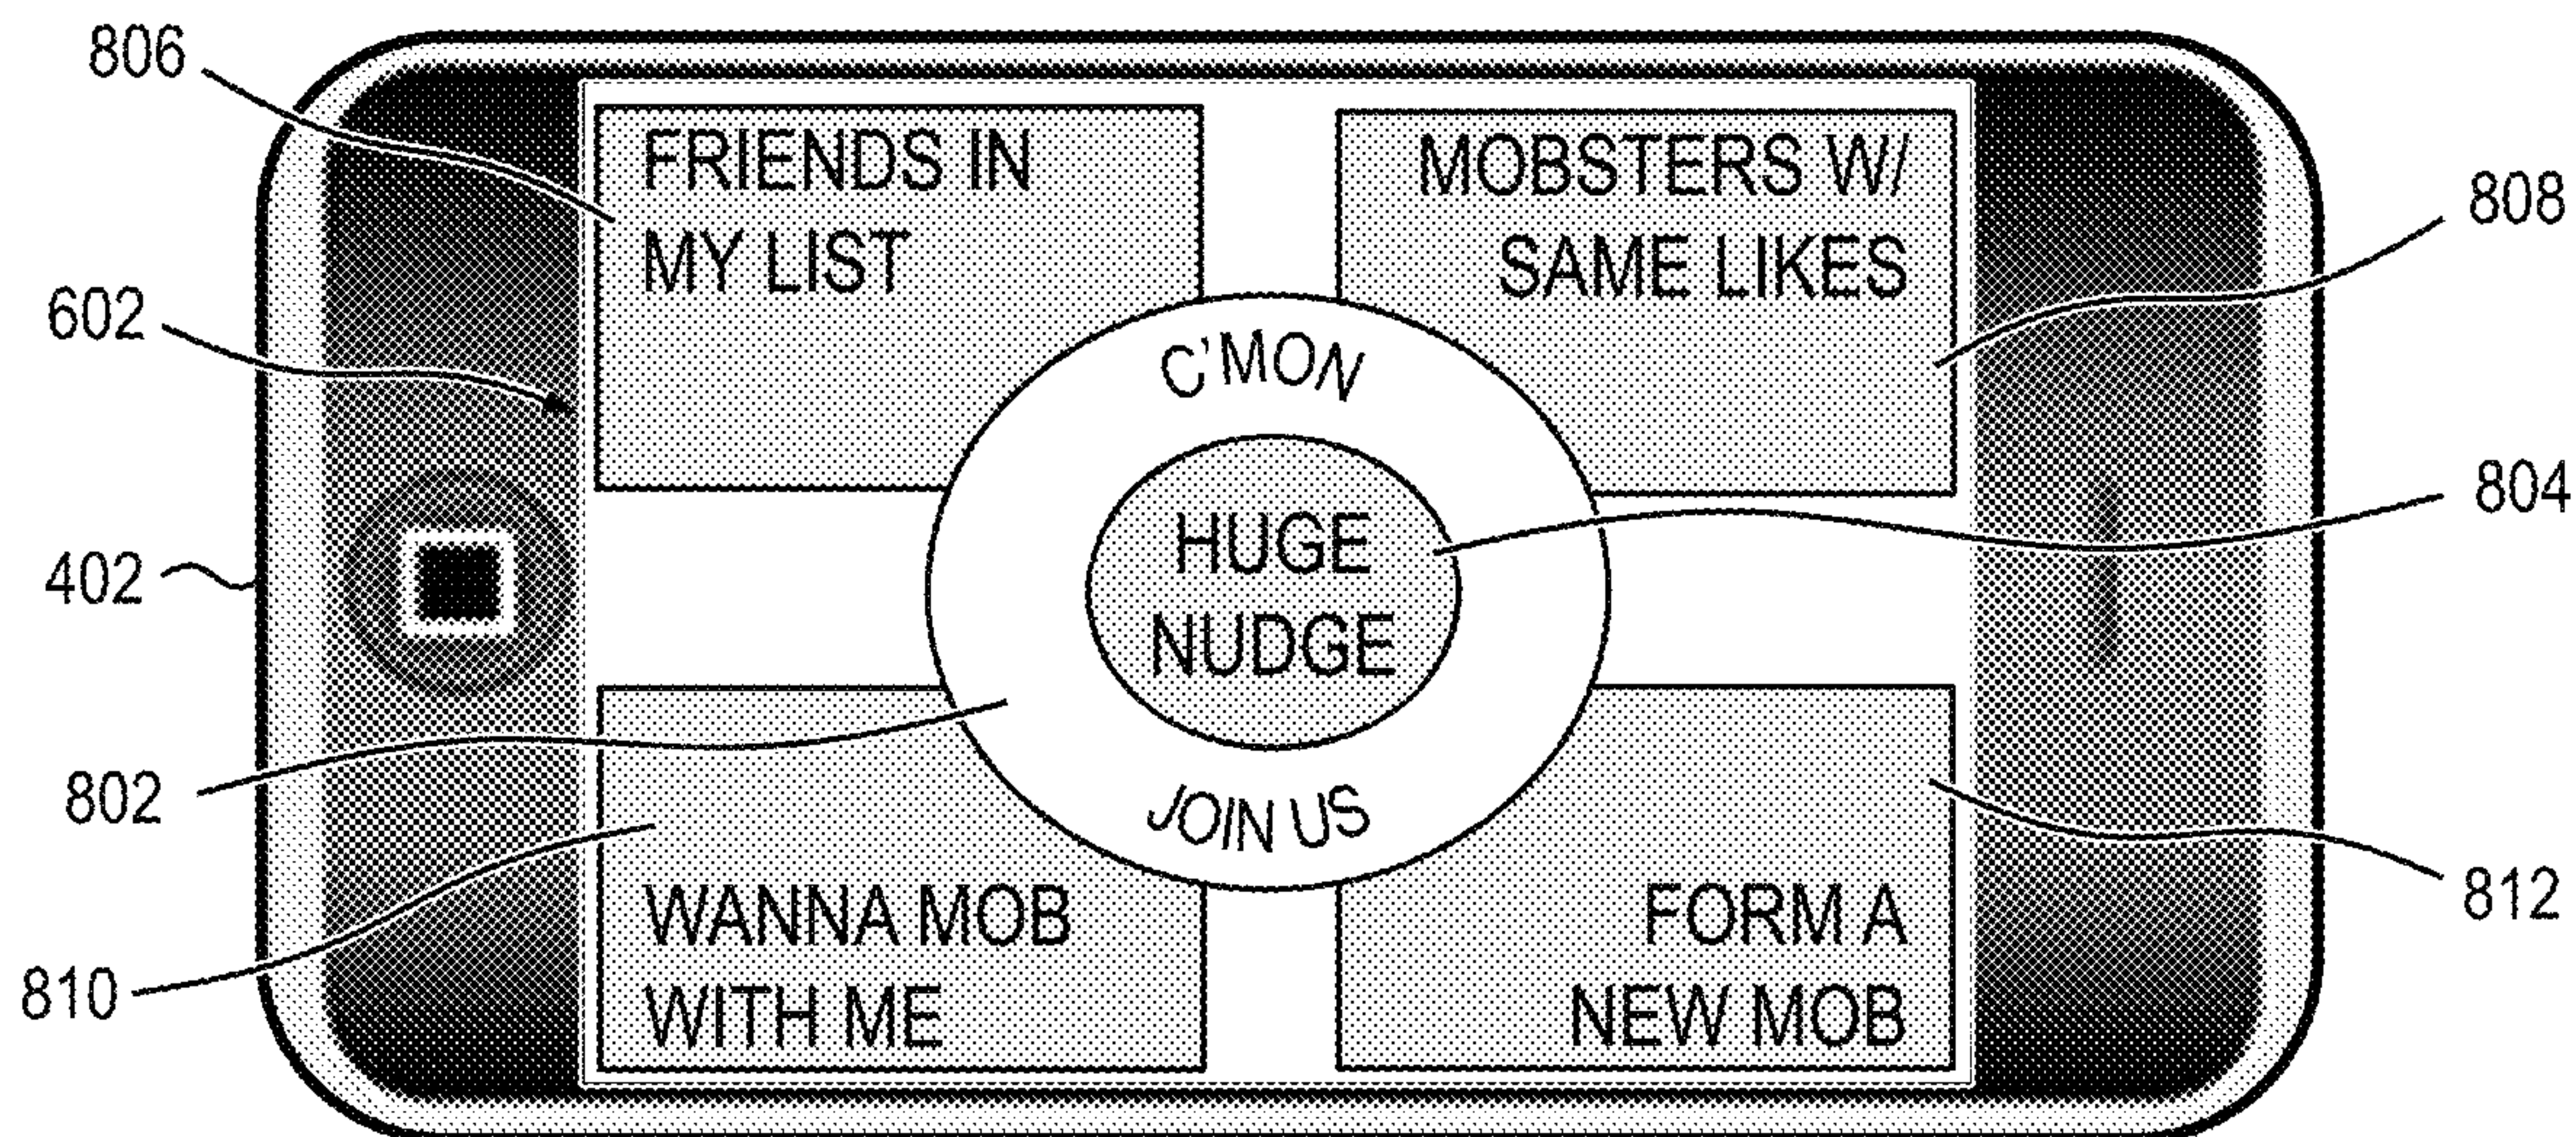 806
FRIENDS IN
MY LIST
MOBSTERS W/
SAME LIKES
808
602
C'MON
HUGE
NUDGE
804
402
802
JOIN US
810
WANNA MOB
WITH ME
FORM A
NEW MOB
812